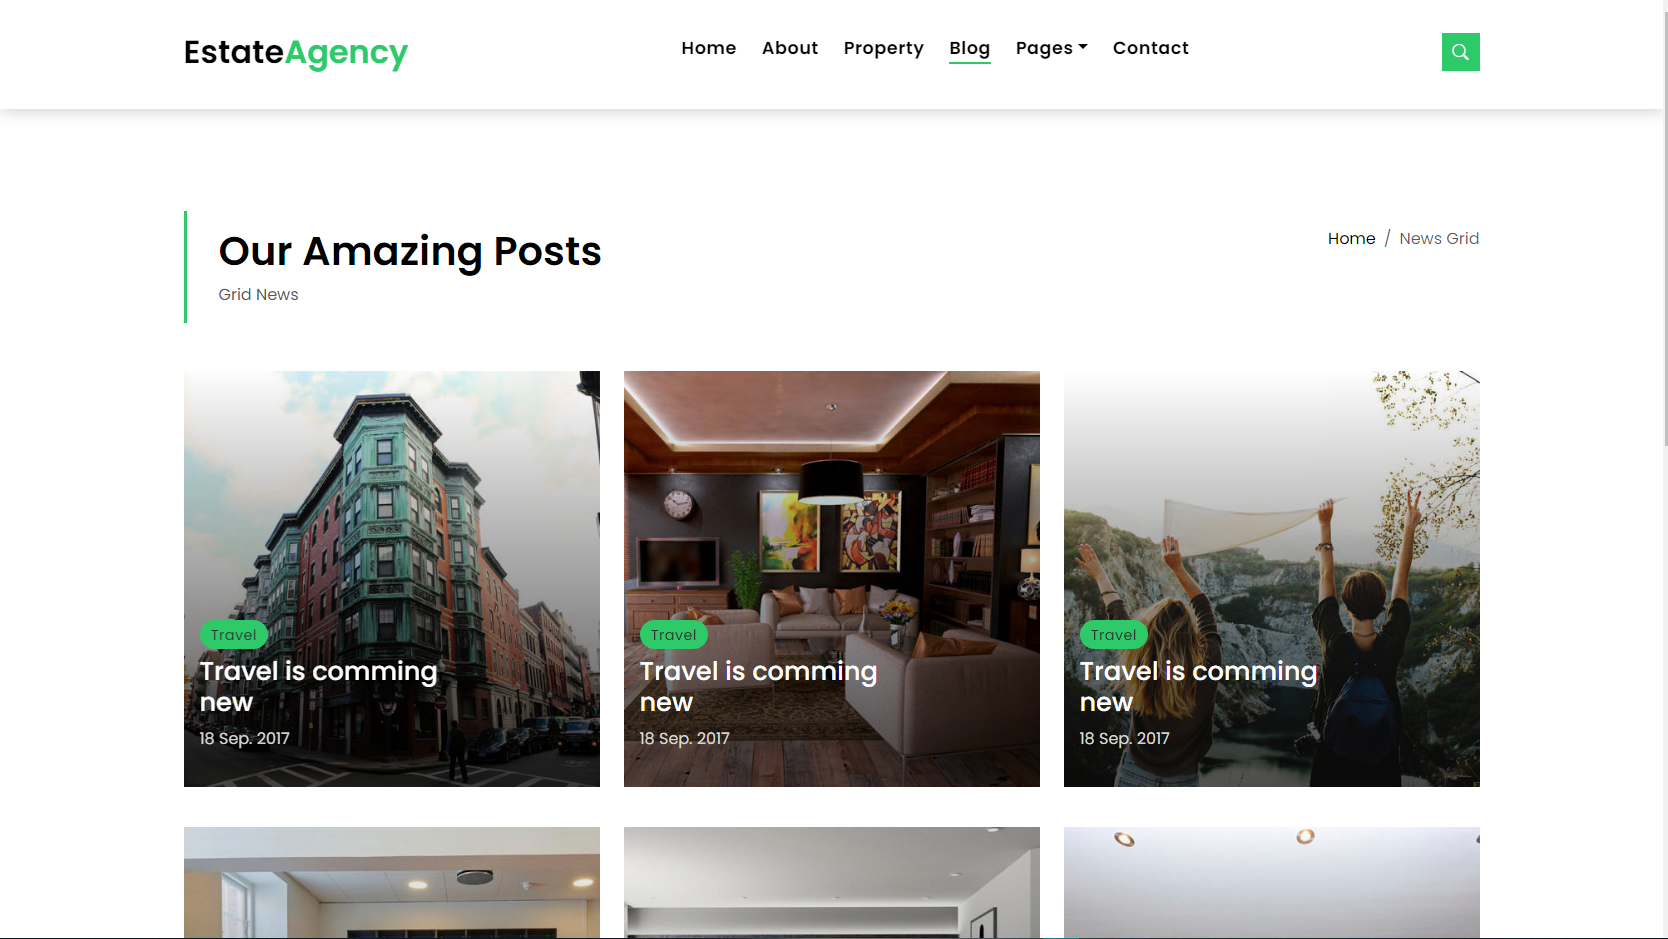 EstateAgency
Home About Property Blog Pages Contact
Our Amazing Posts
Grid News
Home / News Grid
Travel
Travel is comming
new
18 Sep. 2017
Travel
Travel is comming
new
18 Sep. 2017
Travel
Travel is comming
new
18 Sep. 2017